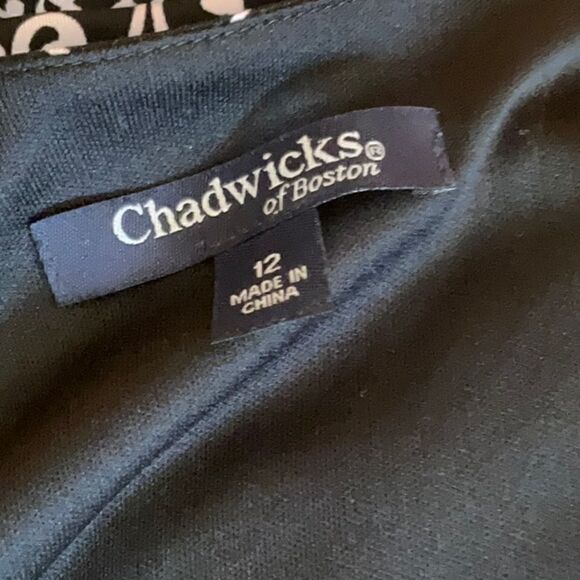 Chadwicks®
of Boston
12
MADE IN
CHINA